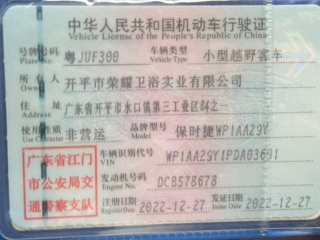 中华人民共和国机动车行驶证
Vehicle License of the People's Republic of China
号牌号码 粤JUF300 车辆类型 小型越野客车
Plate No. Vehicle Type
所有人 开平市荣耀卫浴实业有限公司
Owner
住址 广东省开平市水口镇第三工业区84之一
Address
使用性质 非营运 品牌型号 保时捷WP1AA29Y
Use Character Model
广东省江门
市公安局交
通警察支队
车辆识别代号 WP1AA29Y1PDA03691
VIN
发动机号码 DCB578678
Engine No.
注册日期 2022-12-27 发证日期 2022-12-27
Register Date Issue Date